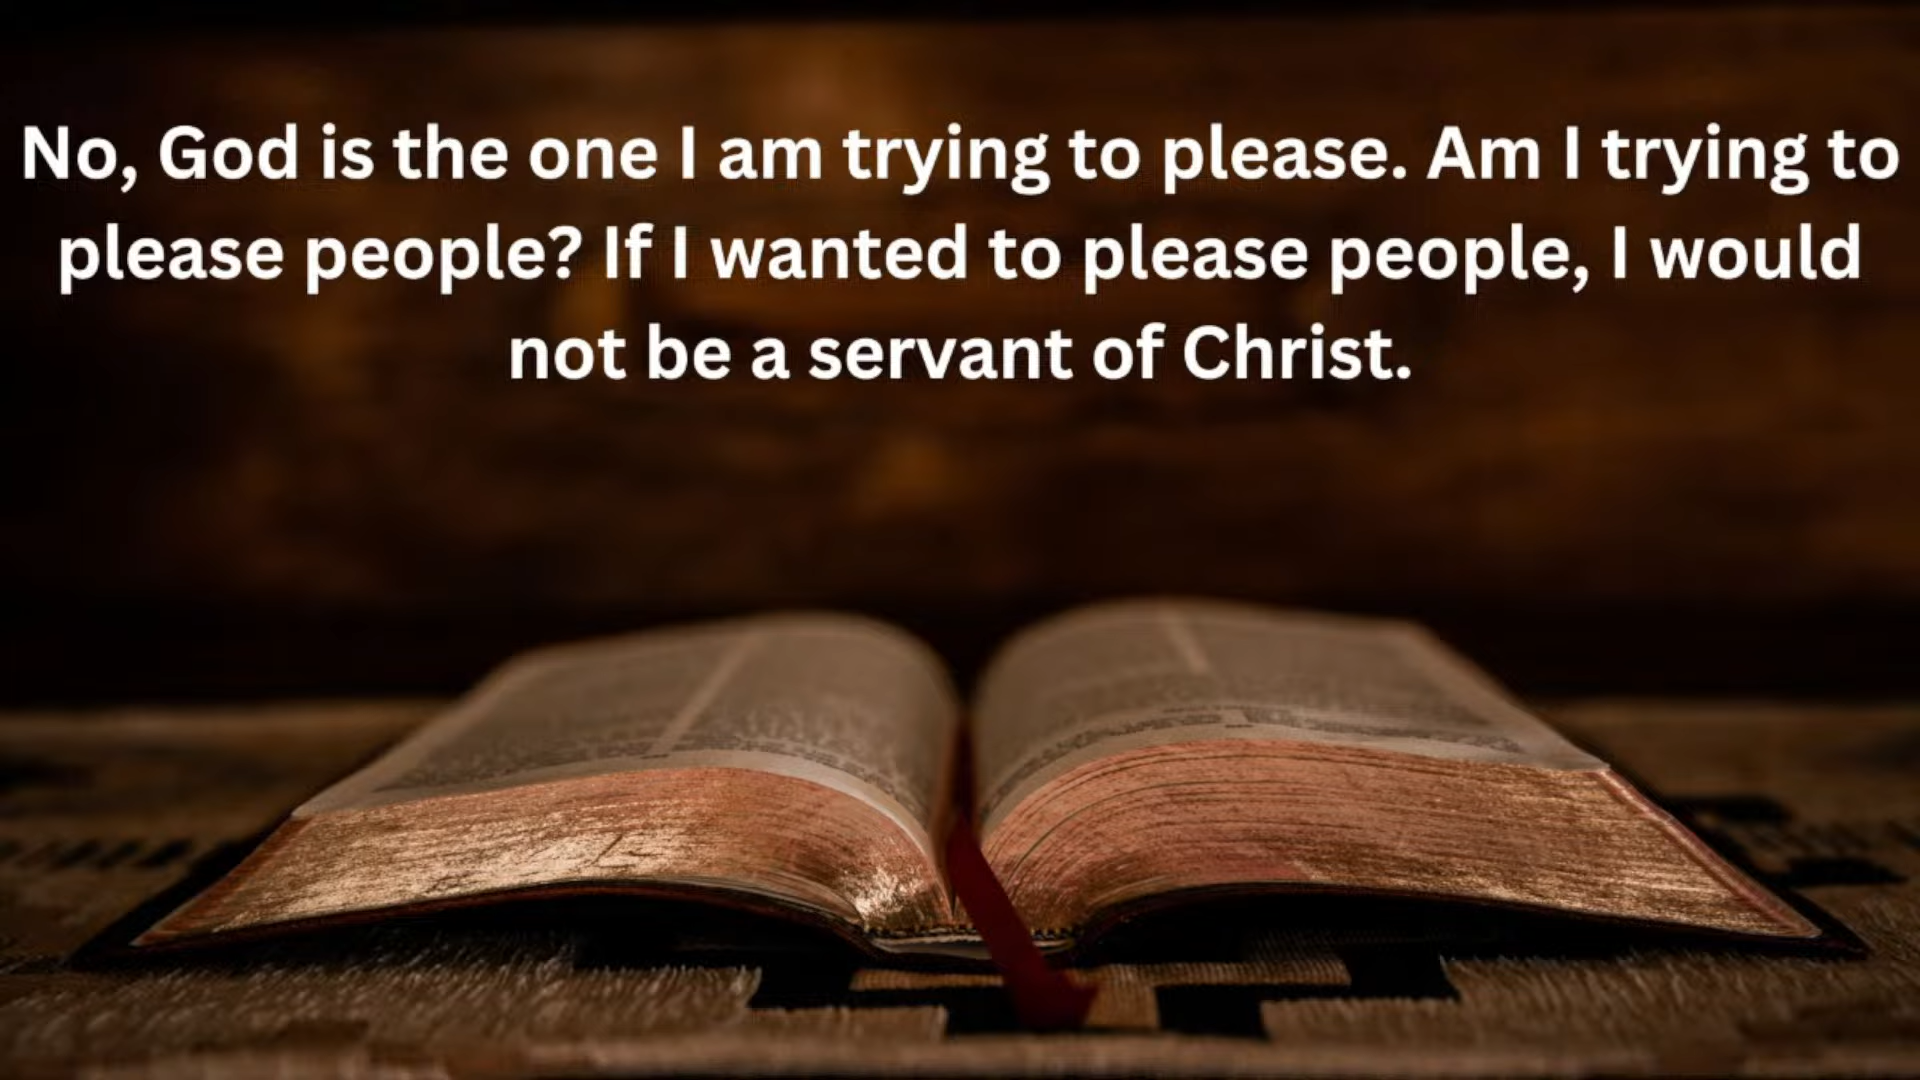 No, God is the one I am trying to please. Am I trying to
please people? If I wanted to please people, I would
not be a servant of Christ.